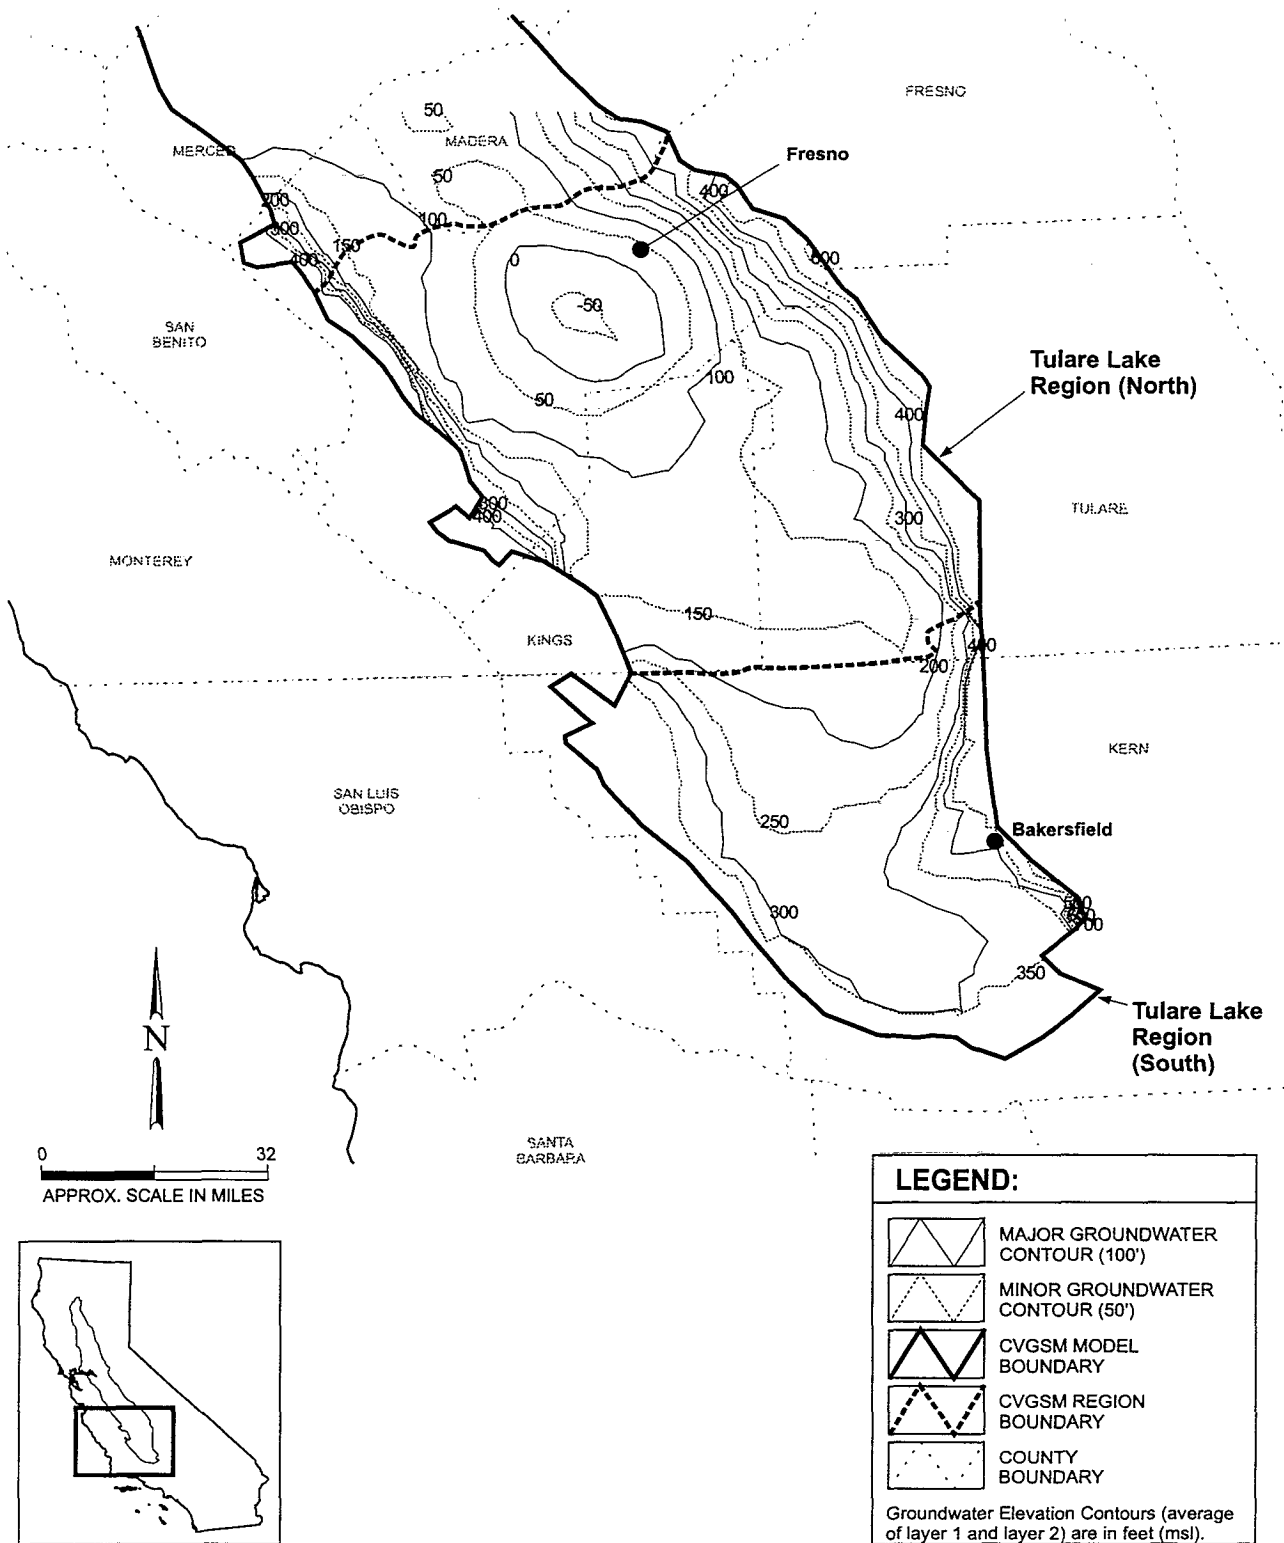 50
MADERA
FRESNO
MERCED
Fresno
50
400
200
100
300
150
400
0
500
-50
SAN
BENITO
Tulare Lake
Region (North)
100
50
400
300
400
300
TULARE
MONTEREY
150
KINGS
400
200
KERN
SAN LUIS
OBISPO
250
Bakersfield
300
500
700
350
Tulare Lake
Region
(South)
N
SANTA
BARBARA
0 32
APPROX. SCALE IN MILES
LEGEND:
MAJOR GROUNDWATER
CONTOUR (100')
MINOR GROUNDWATER
CONTOUR (50')
CVGSM MODEL
BOUNDARY
CVGSM REGION
BOUNDARY
COUNTY
BOUNDARY
Groundwater Elevation Contours (average
of layer 1 and layer 2) are in feet (msl).